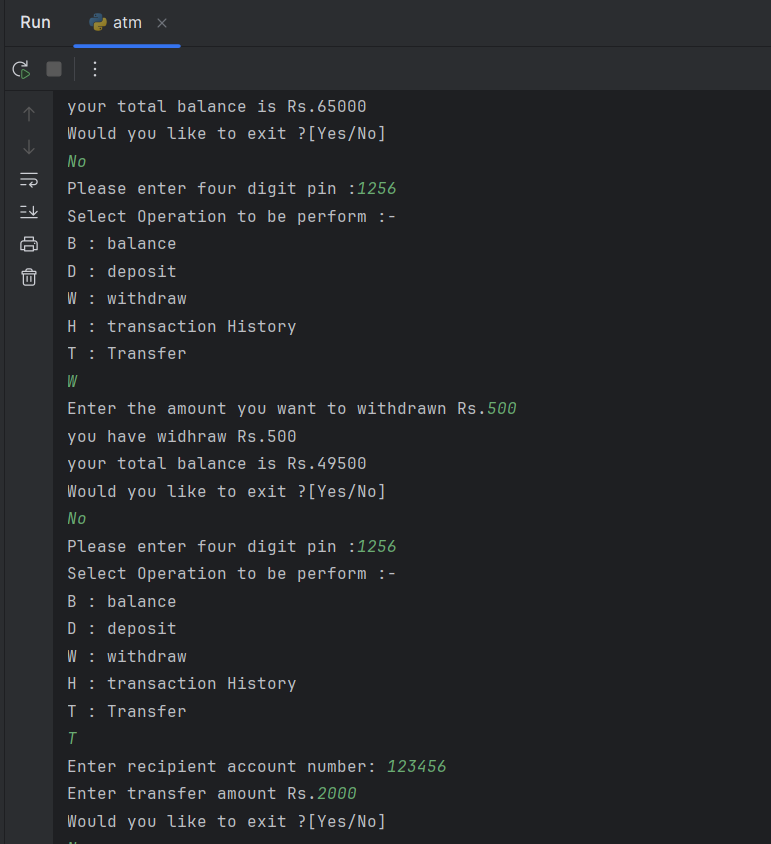 Run atm
your total balance is Rs.65000
Would you like to exit ?[Yes/No]
No
Please enter four digit pin :1256
Select Operation to be perform :-
B : balance
D : deposit
W : withdraw
H : transaction History
T : Transfer
W
Enter the amount you want to withdrawn Rs.500
you have widhraw Rs.500
your total balance is Rs.49500
Would you like to exit ?[Yes/No]
No
Please enter four digit pin :1256
Select Operation to be perform :-
B : balance
D : deposit
W : withdraw
H : transaction History
T : Transfer
T
Enter recipient account number: 123456
Enter transfer amount Rs.2000
Would you like to exit ?[Yes/No]